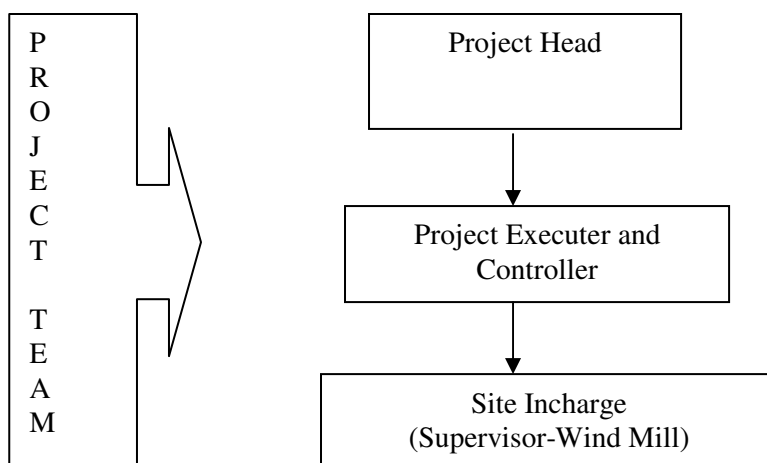 P
R
O
J
E
C
T
T
E
A
M
Project Head
Project Executer and
Controller
Site Incharge
(Supervisor-Wind Mill)